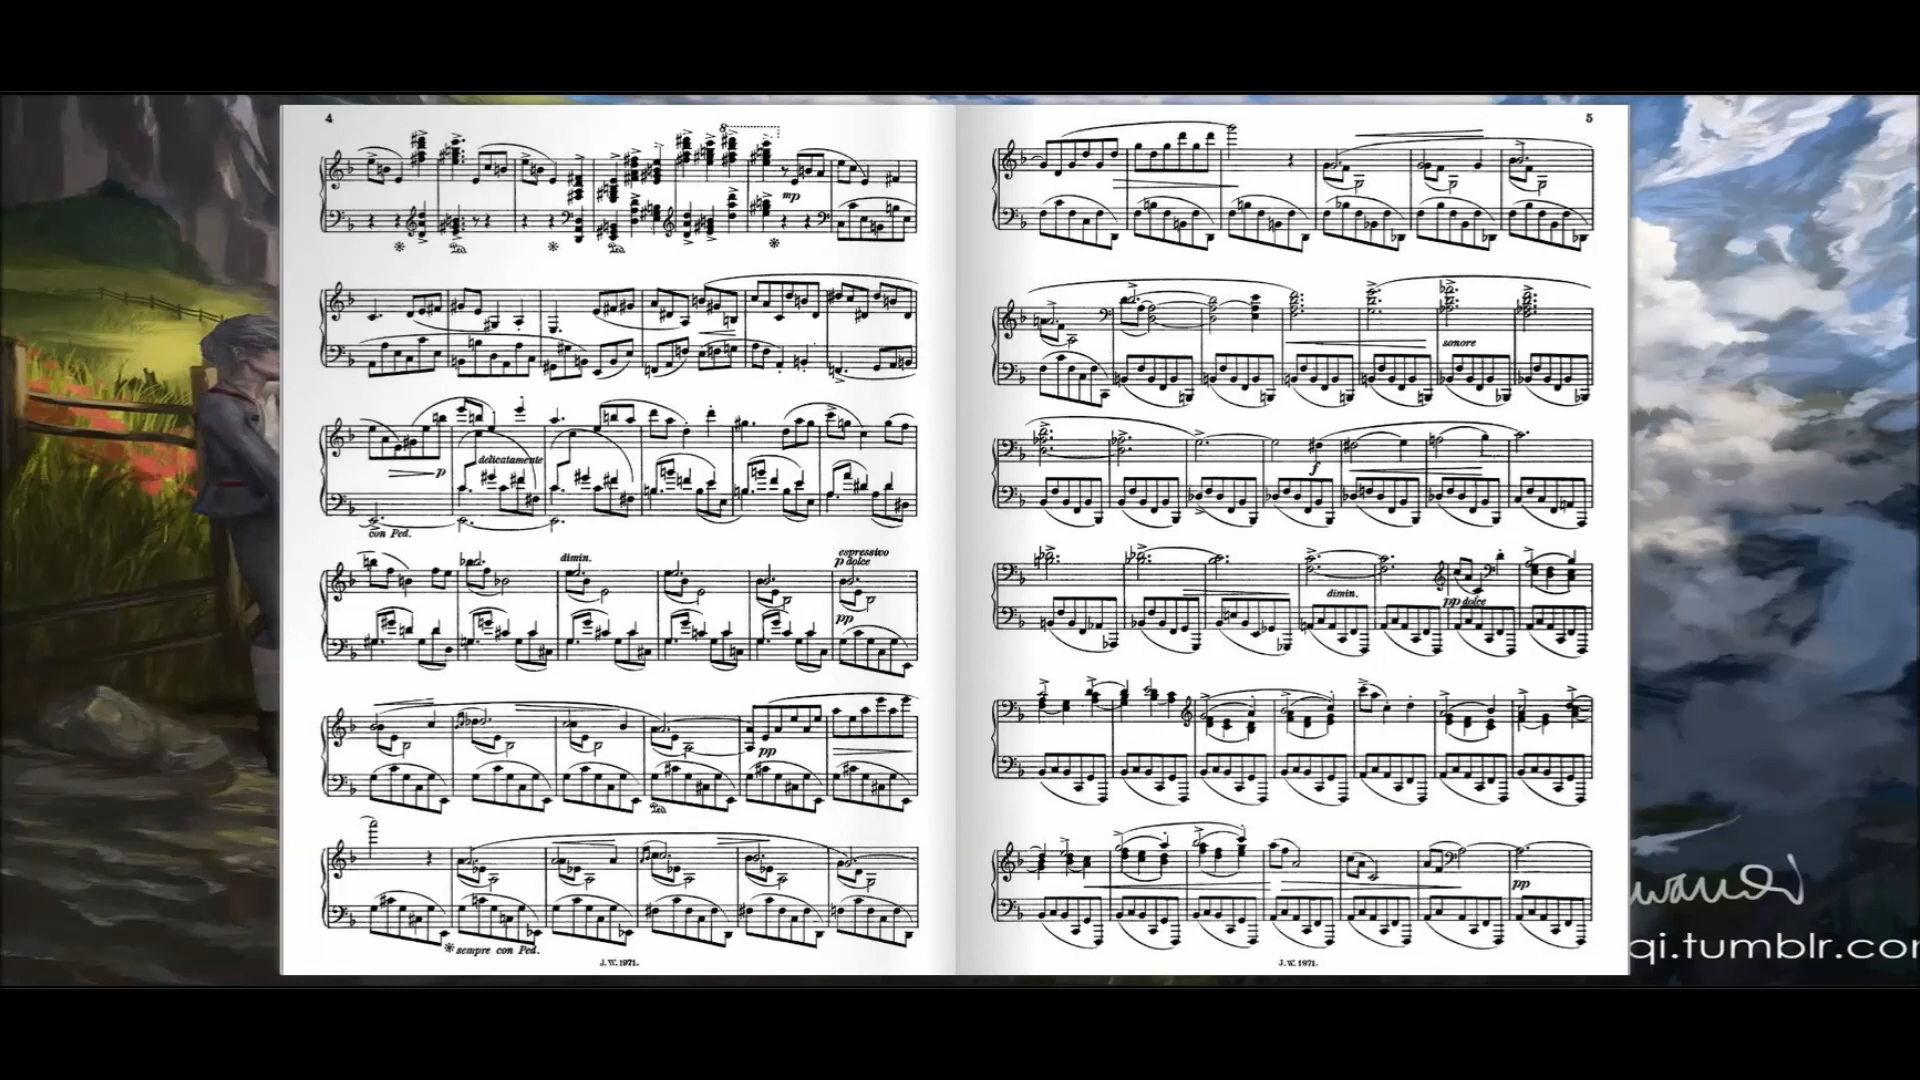 4
8
mp
p
delicatamente
con Ped.
dimin.
espressivo
p dolce
pp
pp
sempre con Ped.
J. W. 1971.
5
sonore
f
dimin.
pp dolce
pp
J. W. 1971.
qi.tumblr.co